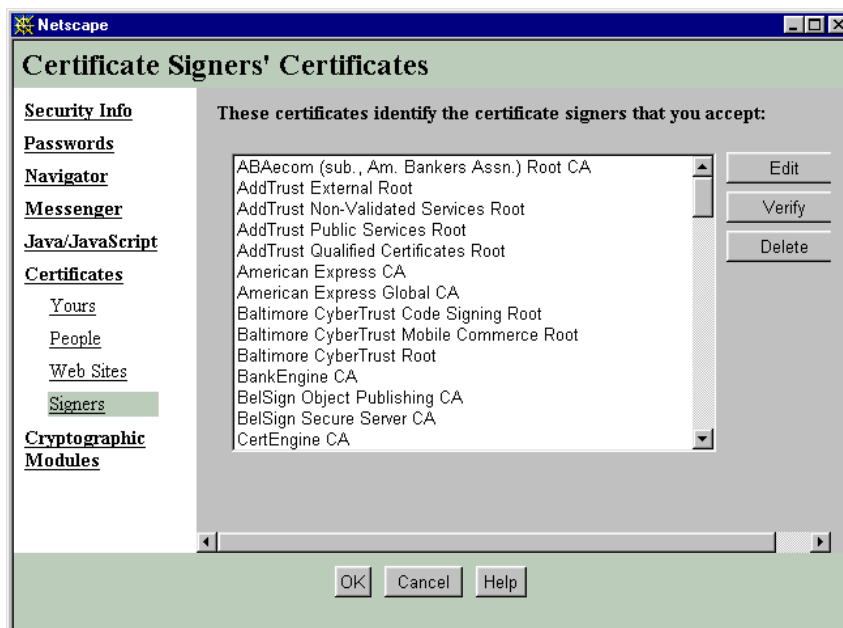 Netscape
Certificate Signers' Certificates
Security Info
Passwords
Navigator
Messenger
Java/JavaScript
Certificates
Yours
People
Web Sites
Signers
Cryptographic
Modules
These certificates identify the certificate signers that you accept:
ABAecom (sub., Am. Bankers Assn.) Root CA
AddTrust External Root
AddTrust Non-Validated Services Root
AddTrust Public Services Root
AddTrust Qualified Certificates Root
American Express CA
American Express Global CA
Baltimore CyberTrust Code Signing Root
Baltimore CyberTrust Mobile Commerce Root
Baltimore CyberTrust Root
BankEngine CA
BelSign Object Publishing CA
BelSign Secure Server CA
CertEngine CA
Edit
Verify
Delete
OK
Cancel
Help